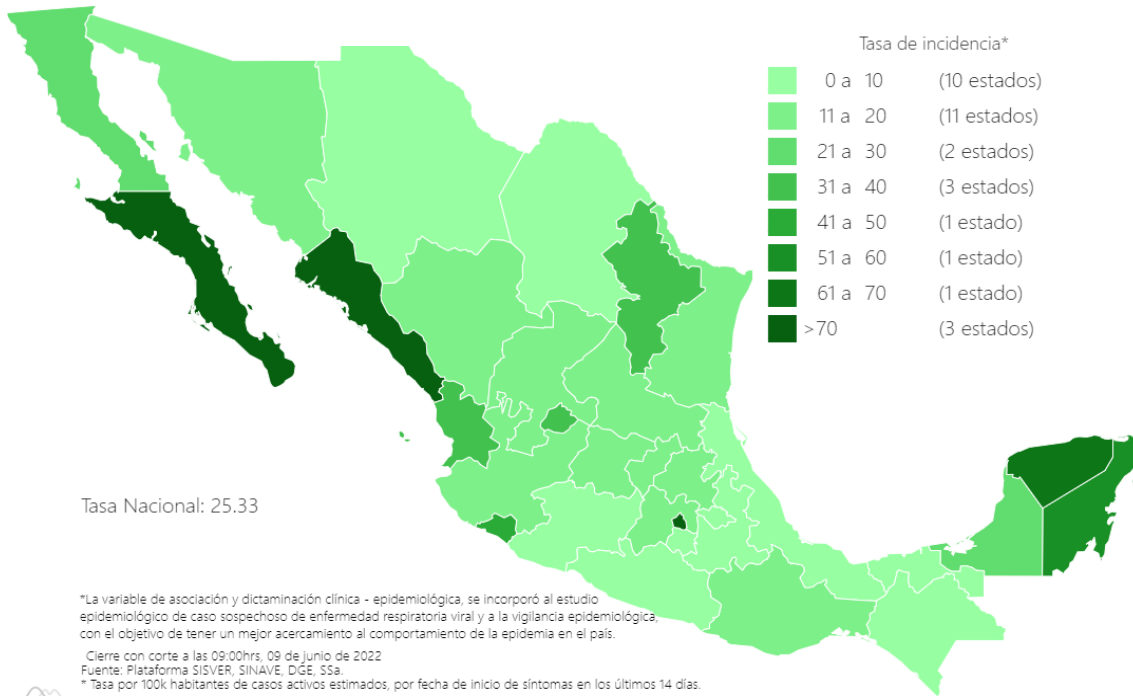 Tasa de incidencia*
0 a 10 (10 estados)
11 a 20 (11 estados)
21 a 30 (2 estados)
31 a 40 (3 estados)
41 a 50 (1 estado)
51 a 60 (1 estado)
61 a 70 (1 estado)
>70 (3 estados)
Tasa Nacional: 25.33
*La variable de asociación y dictaminación clínica - epidemiológica, se incorporó al estudio
epidemiológico de caso sospechoso de enfermedad respiratoria viral y a la vigilancia epidemiológica,
con el objetivo de tener un mejor acercamiento al comportamiento de la epidemia en el país.
Cierre con corte a las 09:00hrs, 09 de junio de 2022
Fuente: Plataforma SISVER, SINAVE, DGE, SSa.
* Tasa por 100k habitantes de casos activos estimados, por fecha de inicio de síntomas en los últimos 14 días.